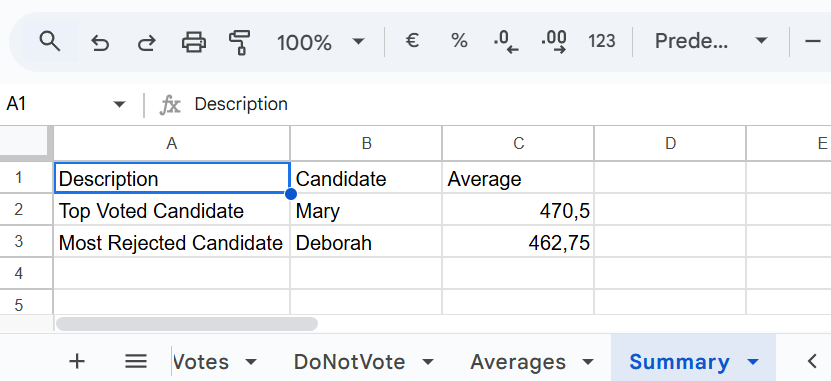 100% € % .0 .00 123 Prede...
A1 fx Description
A B C D E
1 Description Candidate Average
2 Top Voted Candidate Mary 470,5
3 Most Rejected Candidate Deborah 462,75
4
5
Votes DoNotVote Averages Summary